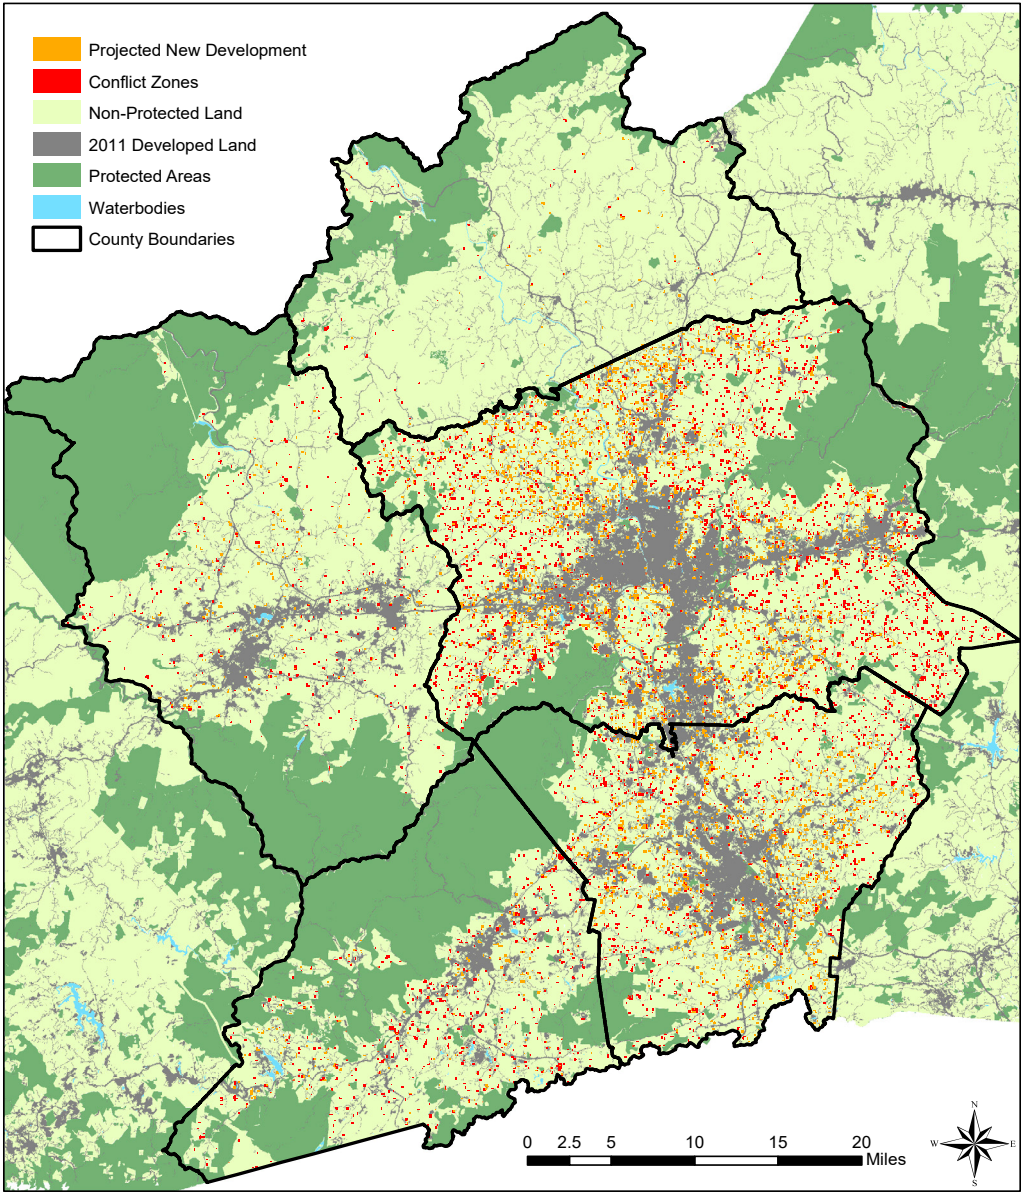 Projected New Development
Conflict Zones
Non-Protected Land
2011 Developed Land
Protected Areas
Waterbodies
County Boundaries
N
W E
S
0 2.5 5 10 15 20
Miles